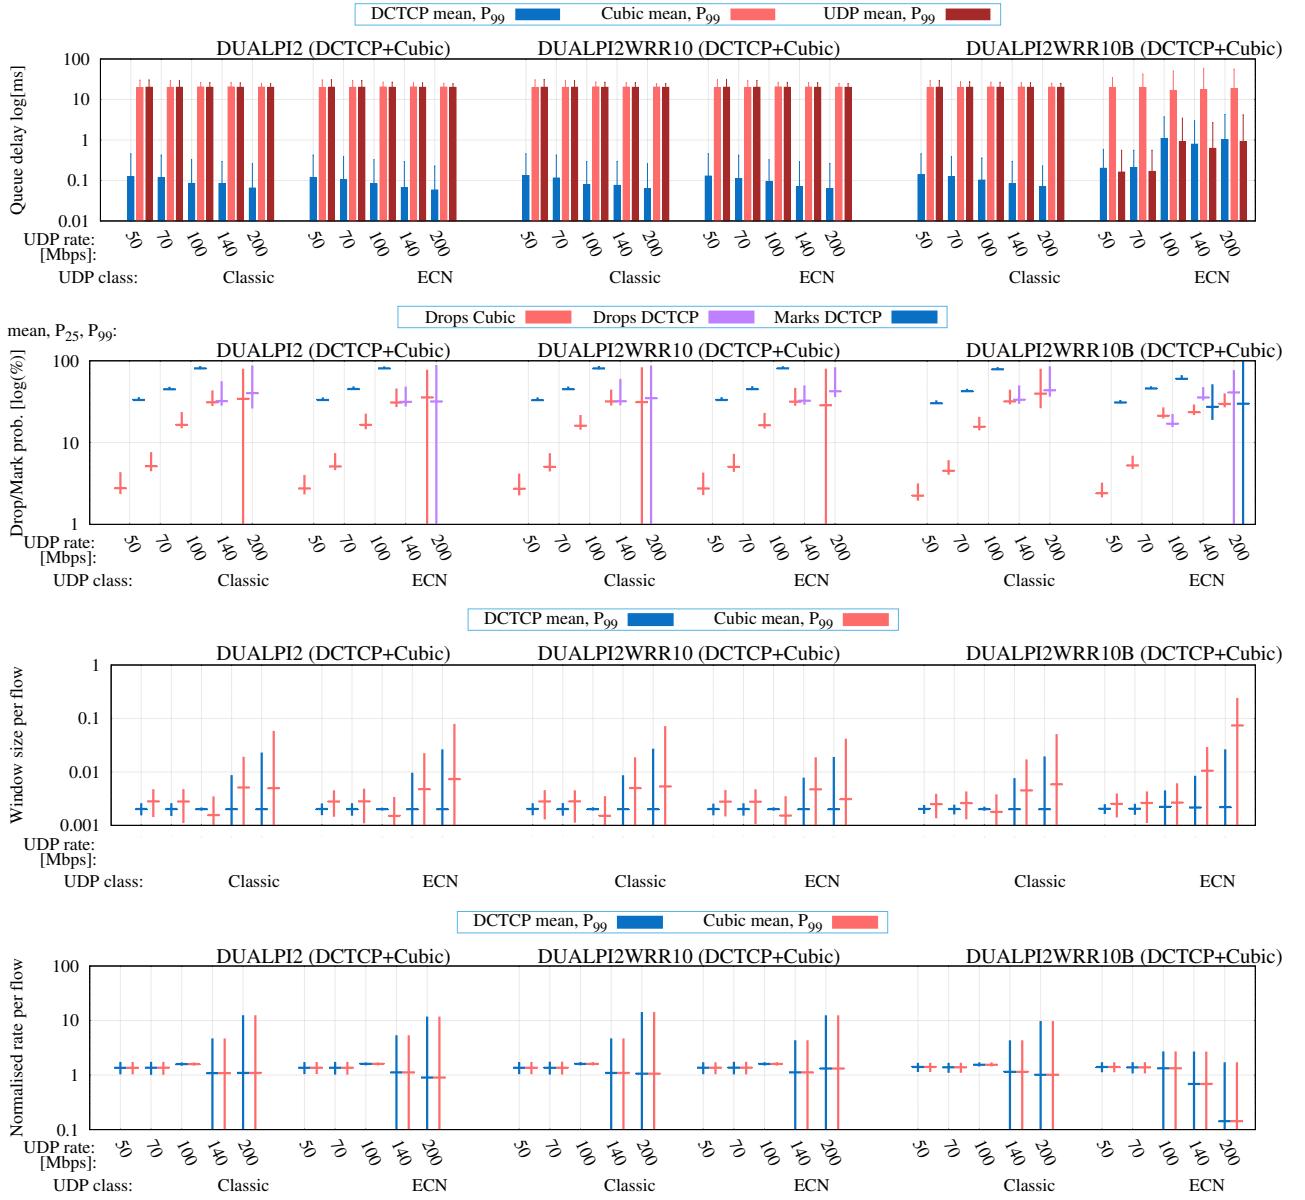 DCTCP mean, P99 Cubic mean, P99 UDP mean, P99
DUALPI2 (DCTCP+Cubic) DUALPI2WRR10 (DCTCP+Cubic) DUALPI2WRR10B (DCTCP+Cubic)
Queue delay log[ms]
100
10
1
0.1
0.01
UDP rate:
[Mbps]:
50 70 100 140 200 50 70 100 140 200 50 70 100 140 200 50 70 100 140 200 50 70 100 140 200 50 70 100 140 200
UDP class: Classic ECN Classic ECN Classic ECN
mean, P25, P99:
Drops Cubic Drops DCTCP Marks DCTCP
DUALPI2 (DCTCP+Cubic) DUALPI2WRR10 (DCTCP+Cubic) DUALPI2WRR10B (DCTCP+Cubic)
Drop/Mark prob. [log(%)]
100
10
1
UDP rate:
[Mbps]:
50 70 100 140 200 50 70 100 140 200 50 70 100 140 200 50 70 100 140 200 50 70 100 140 200 50 70 100 140 200
UDP class: Classic ECN Classic ECN Classic ECN
DCTCP mean, P99 Cubic mean, P99
DUALPI2 (DCTCP+Cubic) DUALPI2WRR10 (DCTCP+Cubic) DUALPI2WRR10B (DCTCP+Cubic)
Window size per flow
1
0.1
0.01
0.001
UDP rate:
[Mbps]:
UDP class: Classic ECN Classic ECN Classic ECN
DCTCP mean, P99 Cubic mean, P99
DUALPI2 (DCTCP+Cubic) DUALPI2WRR10 (DCTCP+Cubic) DUALPI2WRR10B (DCTCP+Cubic)
Normalised rate per flow
100
10
1
0.1
UDP rate:
[Mbps]:
50 70 100 140 200 50 70 100 140 200 50 70 100 140 200 50 70 100 140 200 50 70 100 140 200 50 70 100 140 200
UDP class: Classic ECN Classic ECN Classic ECN